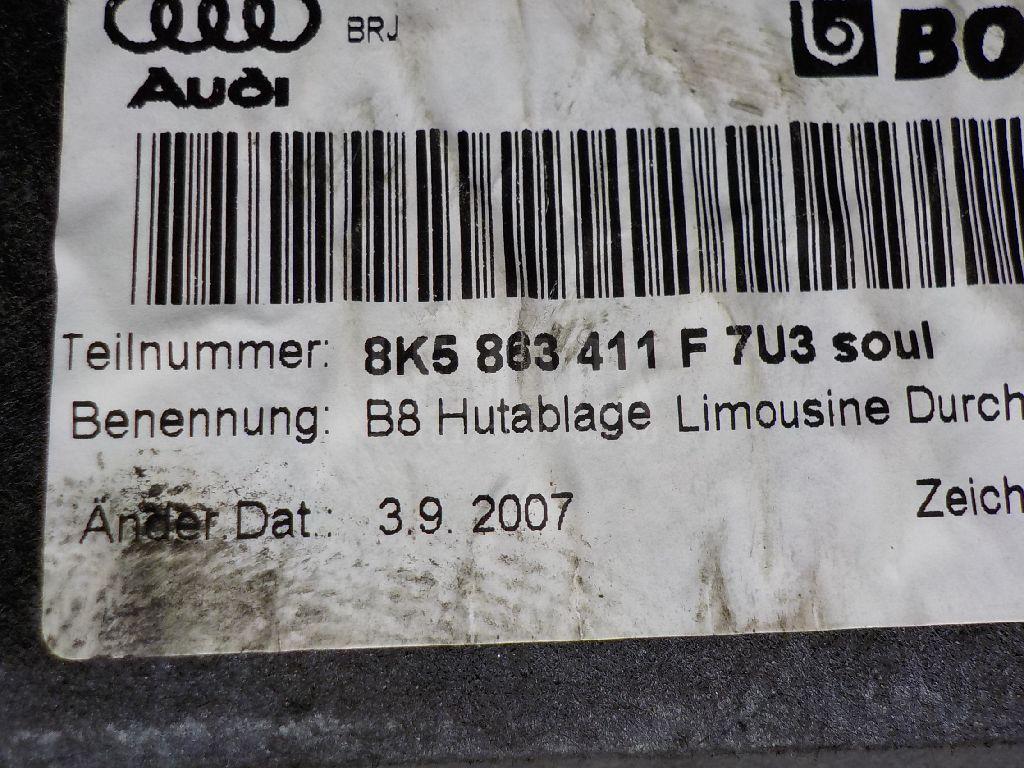 BRJ
Audi
BO
Teilnummer: 8K5 863 411 F 7U3 soul
Benennung: B8 Hutablage Limousine Durch
Änder.Dat.: 3.9. 2007
Zeich